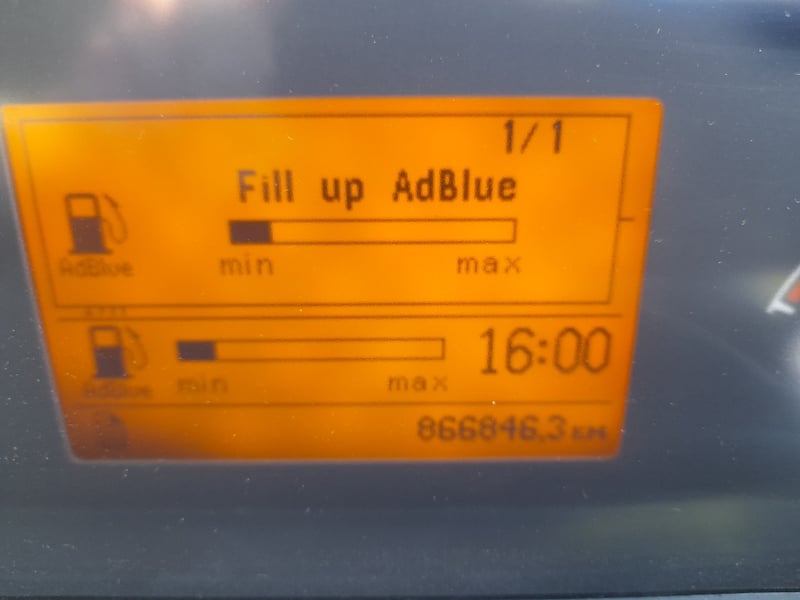 1/1
Fill up AdBlue
AdBlue
min max
16:00
AdBlue
min max
866846,3 KM